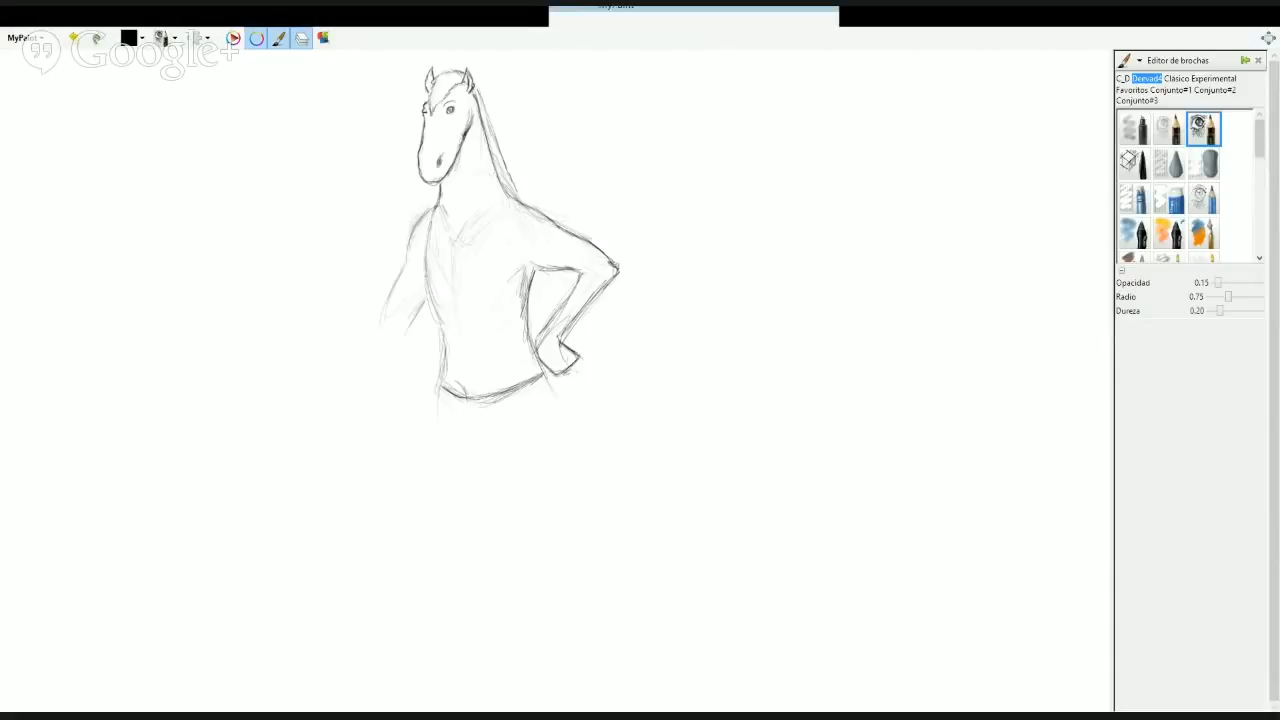 MyPaint
Google+
Editor de brochas
C_D Deevad4 Clásico Experimental
Favoritos Conjunto#1 Conjunto#2
Conjunto#3
Opacidad 0.15
Radio 0.75
Dureza 0.20